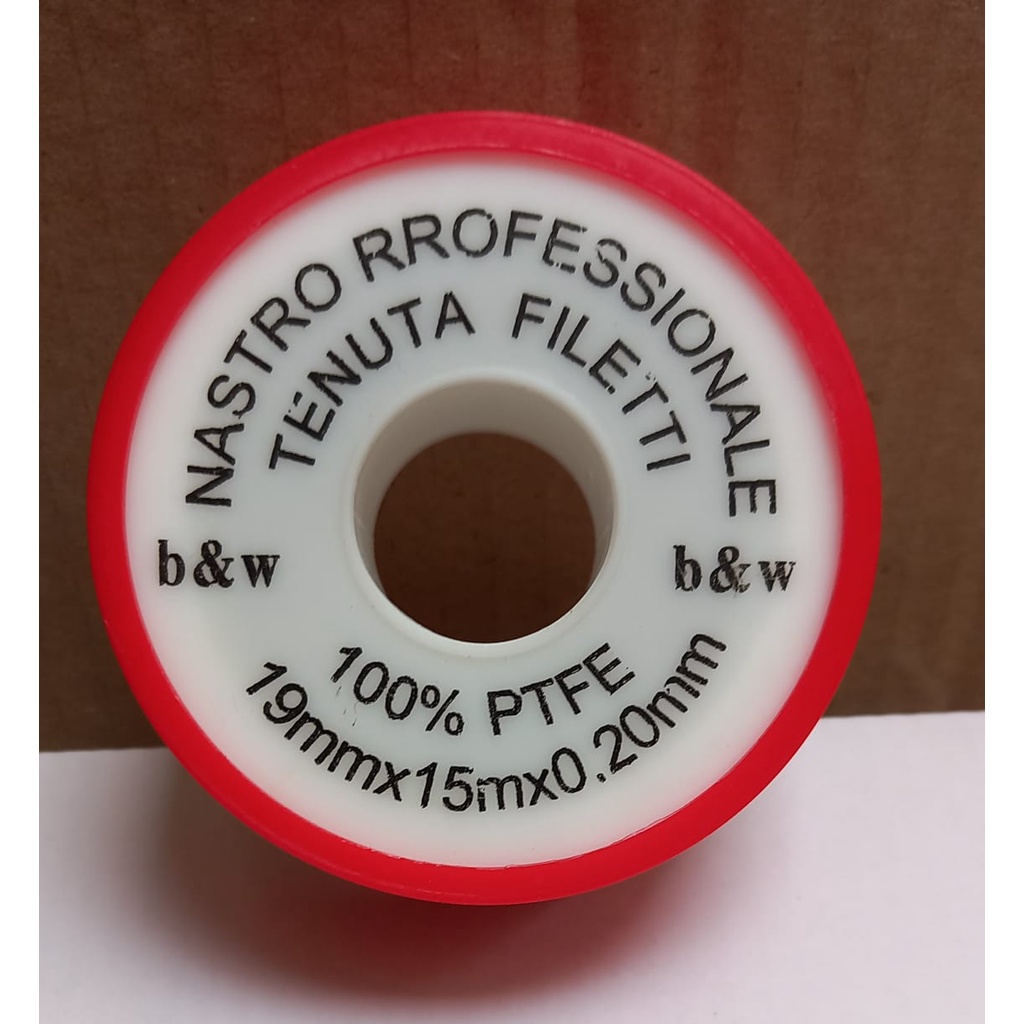 NASTRO RROFESSIONALE
TENUTA FILETTI
b&w
b&w
100% PTFE
19mmx15mx0.20mm